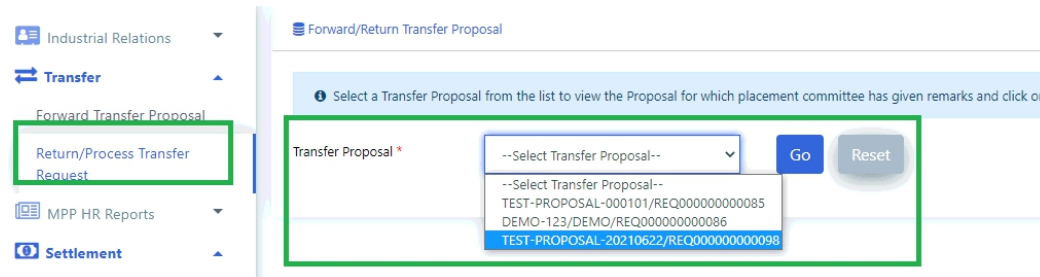 Industrial Relations
Transfer
Forward Transfer Proposal
Return/Process Transfer
Request
MPP HR Reports
Settlement
Forward/Return Transfer Proposal
Select a Transfer Proposal from the list to view the Proposal for which placement committee has given remarks and click o
Transfer Proposal *
--Select Transfer Proposal--
Go
Reset
--Select Transfer Proposal--
TEST-PROPOSAL-000101/REQ000000000085
DEMO-123/DEMO/REQ000000000086
TEST-PROPOSAL-20210622/REQ000000000098